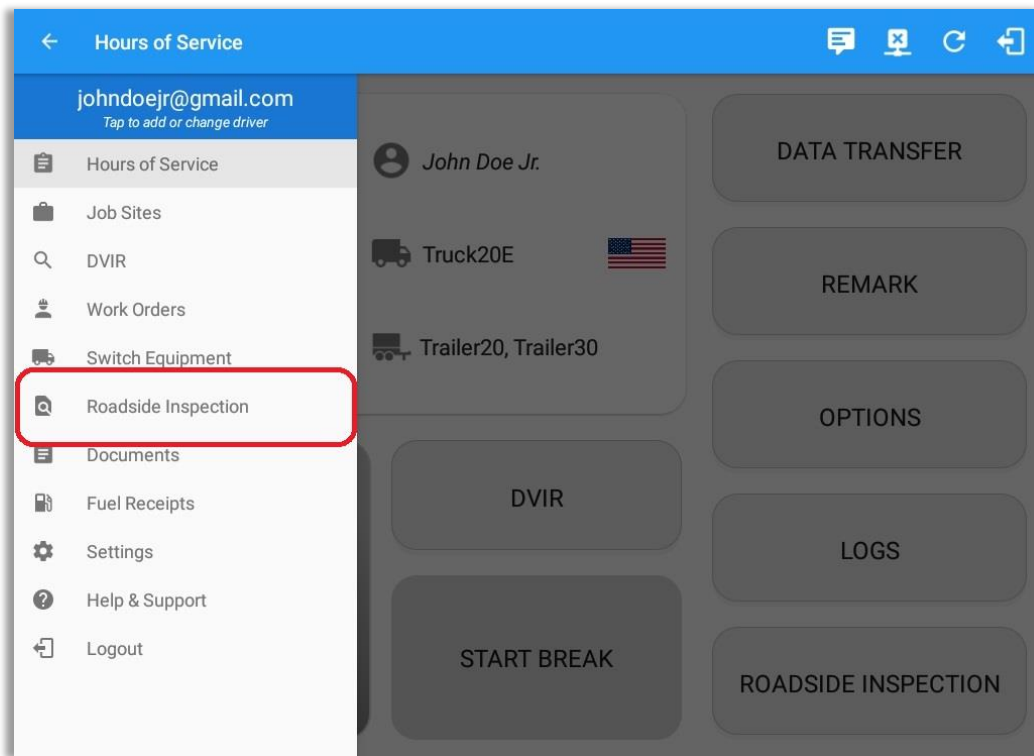 Hours of Service
johndoejr@gmail.com
Tap to add or change driver
Hours of Service
Job Sites
DVIR
Work Orders
Switch Equipment
Roadside Inspection
Documents
Fuel Receipts
Settings
Help & Support
Logout
John Doe Jr.
Truck20E
Trailer20, Trailer30
DVIR
START BREAK
DATA TRANSFER
REMARK
OPTIONS
LOGS
ROADSIDE INSPECTION